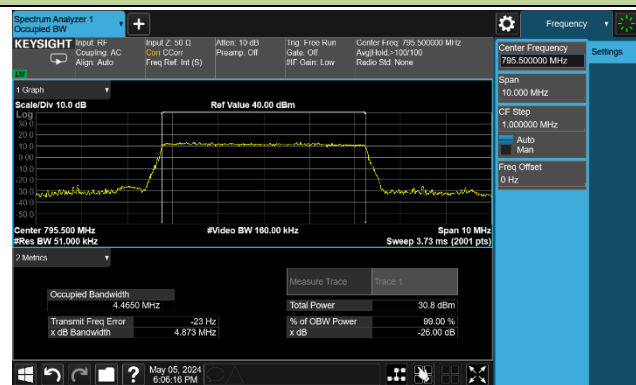 Spectrum Analyzer 1
Occupied BW
Frequency
KEYSIGHT
Input: RF
Coupling: AC
Align: Auto
Input Z: 50 Ω
Corr CCorr
Freq Ref: Int (S)
Atten: 10 dB
Preamp: Off
Trig: Free Run
Gate: Off
#IF Gain: Low
Center Freq: 795.500000 MHz
Avg|Hold:>100/100
Radio Std: None
Center Frequency
795.500000 MHz
Settings
Span
10.000 MHz
CF Step
1.000000 MHz
Auto
Man
Freq Offset
0 Hz
1 Graph
Scale/Div 10.0 dB
Ref Value 40.00 dBm
Log
30.0
20.0
10.0
0.00
-10.0
-20.0
-30.0
-40.0
-50.0
Center 795.500 MHz
#Video BW 160.00 kHz
Span 10 MHz
#Res BW 51.000 kHz
Sweep 3.73 ms (2001 pts)
2 Metrics
Measure Trace
Trace 1
Occupied Bandwidth
4.4650 MHz
Total Power
30.8 dBm
Transmit Freq Error
-23 Hz
% of OBW Power
99.00 %
x dB Bandwidth
4.873 MHz
x dB
-26.00 dB
May 05, 2024
6:06:16 PM